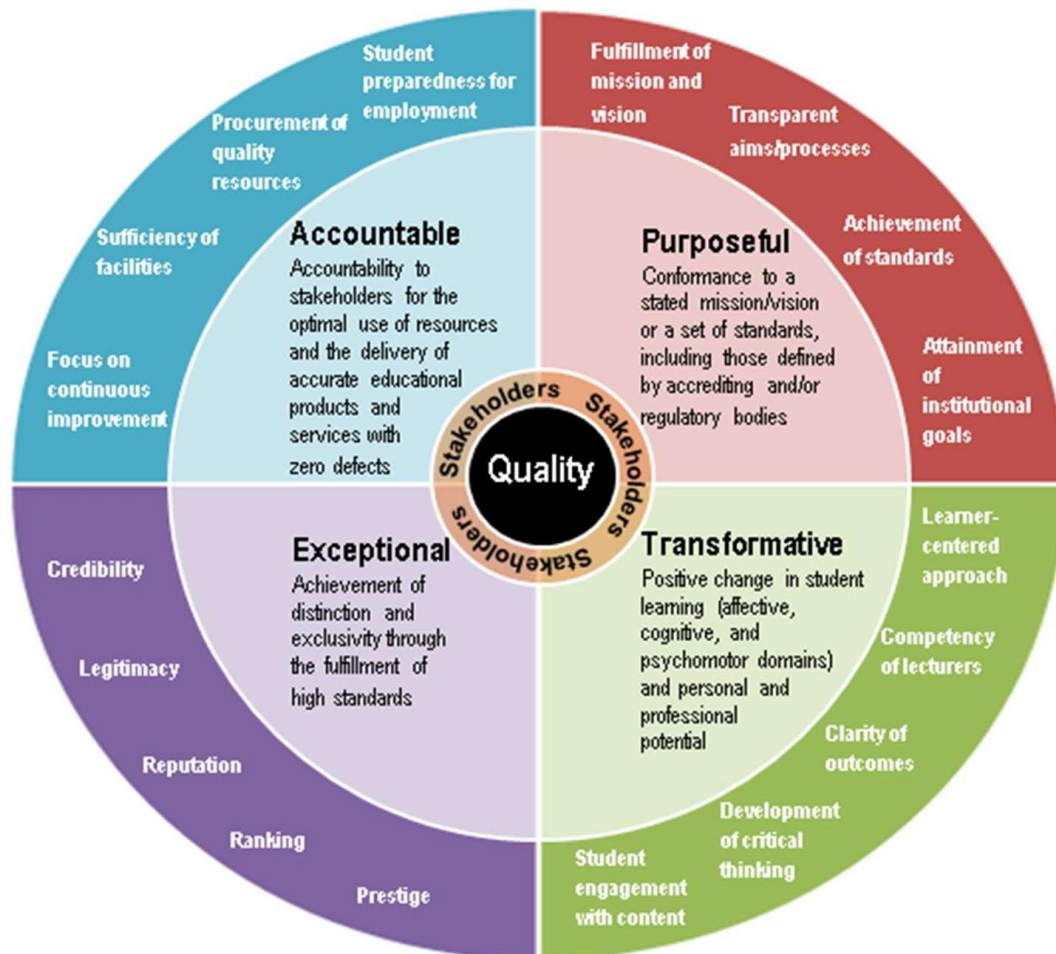 Student
preparedness for
employment
Procurement of
quality
resources
Sufficiency of
facilities
Focus on
continuous
improvement
Accountable
Accountability to
stakeholders for the
optimal use of resources
and the delivery of
accurate educational
products and
services with
zero defects
Fulfillment of
mission and
vision
Transparent
aims/processes
Achievement
of standards
Attainment
of
institutional
goals
Purposeful
Conformance to a
stated mission/vision
or a set of standards,
including those defined
by accrediting and/or
regulatory bodies
Stakeholders
Stakeholders
Stakeholders
Stakeholders
Quality
Exceptional
Achievement of
distinction and
exclusivity through
the fulfillment of
high standards
Credibility
Legitimacy
Reputation
Ranking
Prestige
Transformative
Positive change in student
learning (affective,
cognitive, and
psychomotor domains)
and personal and
professional
potential
Learner-
centered
approach
Competency
of lecturers
Clarity of
outcomes
Development
of critical
thinking
Student
engagement
with content